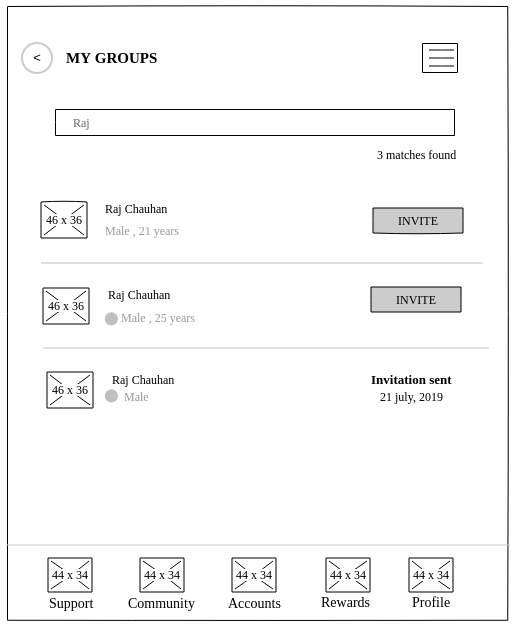 < MY GROUPS
Raj
3 matches found
46 x 36
Raj Chauhan
Male , 21 years
INVITE
46 x 36
Raj Chauhan
Male , 25 years
INVITE
46 x 36
Raj Chauhan
Male
Invitation sent
21 july, 2019
44 x 34 44 x 34 44 x 34 44 x 34 44 x 34
Support Community Accounts Rewards Profile